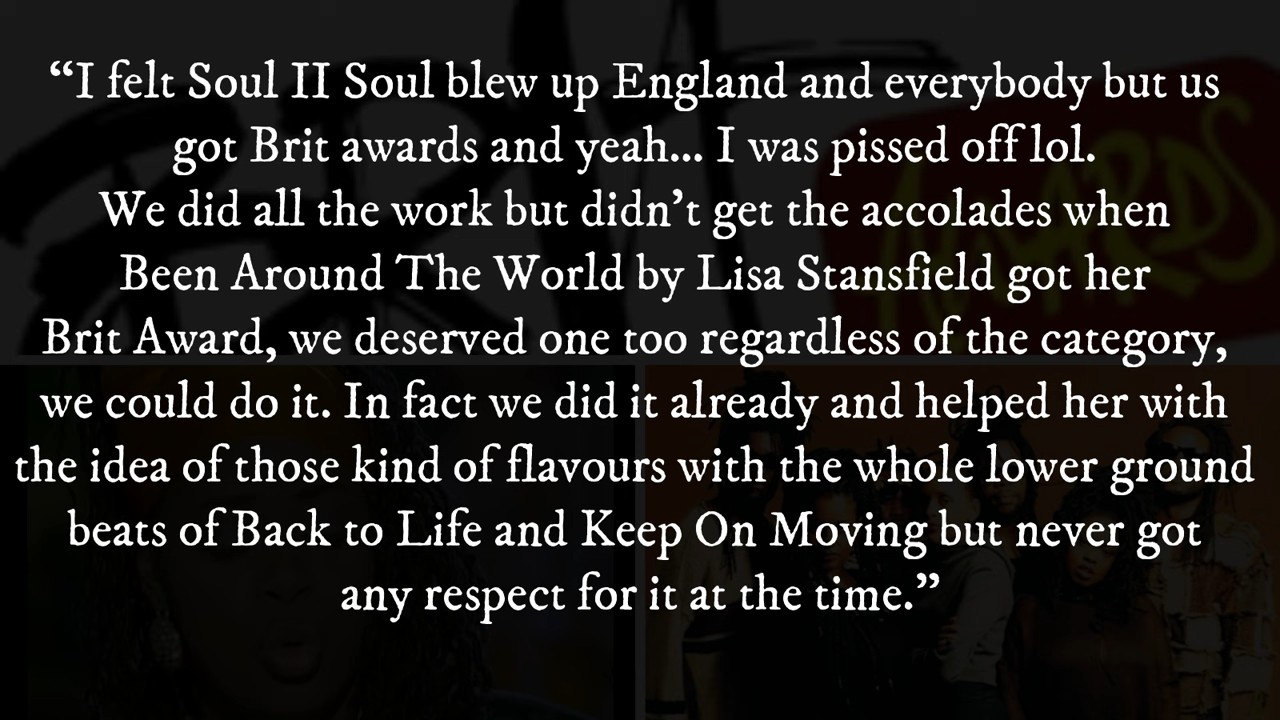 “I felt Soul II Soul blew up England and everybody but us
got Brit awards and yeah... I was pissed off lol.
We did all the work but didn’t get the accolades when
Been Around The World by Lisa Stansfield got her
Brit Award, we deserved one too regardless of the category,
we could do it. In fact we did it already and helped her with
the idea of those kind of flavours with the whole lower ground
beats of Back to Life and Keep On Moving but never got
any respect for it at the time.”